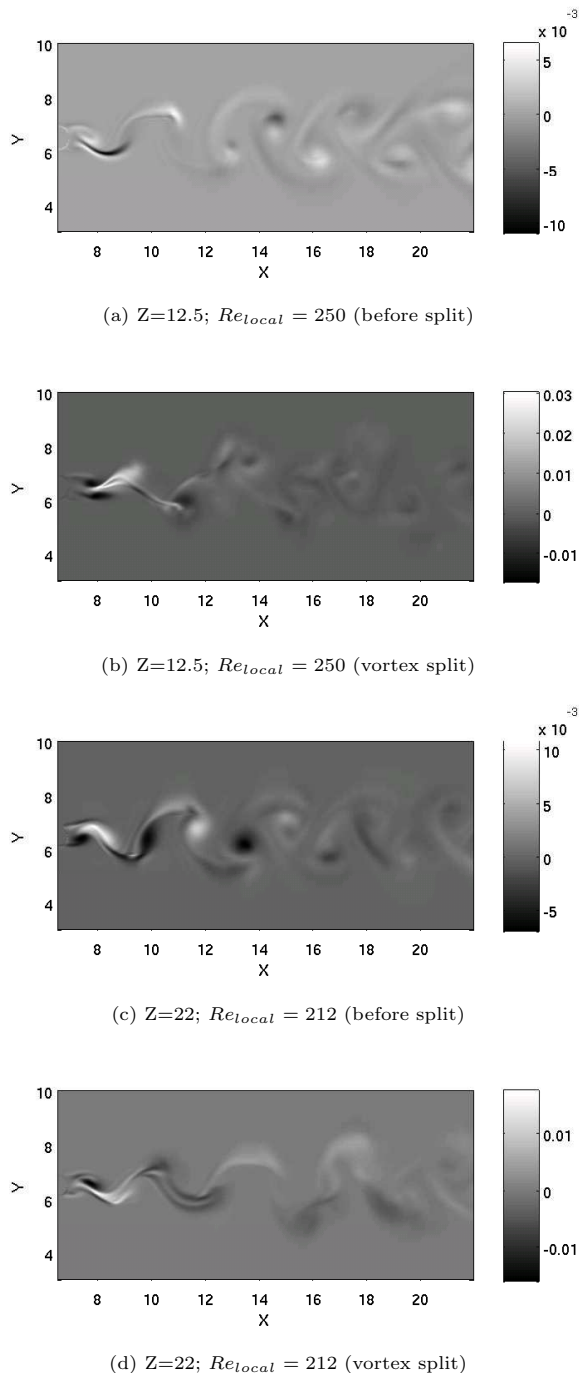 -3
x 10
10
8
6
4
Y
8 10 12 14 16 18 20
X
5
0
-5
-10
(a) Z=12.5; Re_local = 250 (before split)
10
8
6
4
Y
8 10 12 14 16 18 20
X
0.03
0.02
0.01
0
-0.01
(b) Z=12.5; Re_local = 250 (vortex split)
-3
x 10
10
8
6
4
Y
8 10 12 14 16 18 20
X
10
5
0
-5
(c) Z=22; Re_local = 212 (before split)
10
8
6
4
Y
8 10 12 14 16 18 20
X
0.01
0
-0.01
(d) Z=22; Re_local = 212 (vortex split)